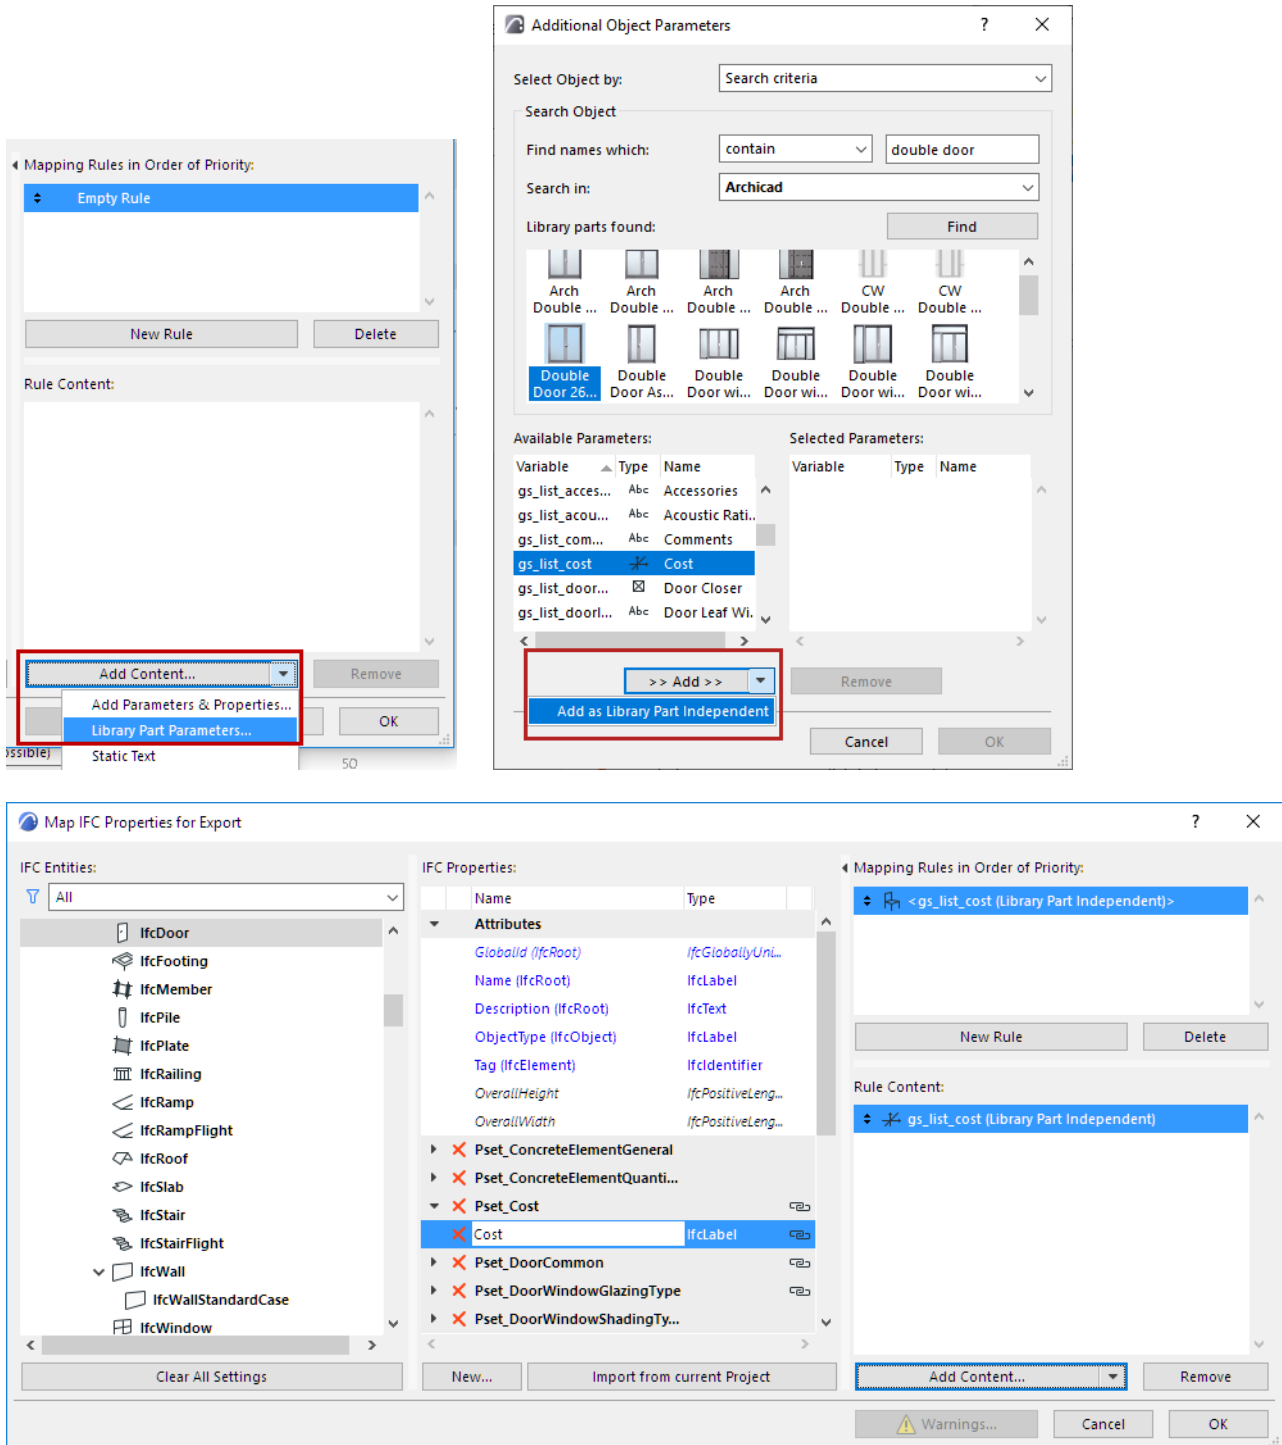 Mapping Rules in Order of Priority:
Empty Rule
New Rule
Delete
Rule Content:
Add Content...
Remove
Add Parameters & Properties...
Library Part Parameters...
OK
ossible)
Static Text
50
Additional Object Parameters
?
Select Object by:
Search criteria
Search Object
Find names which:
contain
double door
Search in:
Archicad
Library parts found:
Find
Arch Arch Arch Arch CW CW
Double ... Double ... Double ... Double ... Double ... Double ...
Double Double Double Double Double Double
Door 26... Door As... Door wi... Door wi... Door wi... Door wi...
Available Parameters:
Variable Type Name
gs_list_acces... Abc Accessories
gs_list_acou... Abc Acoustic Rati..
gs_list_com... Abc Comments
gs_list_cost Cost
gs_list_door... Door Closer
gs_list_doorl... Abc Door Leaf Wi.
Selected Parameters:
Variable Type Name
>> Add >>
Remove
Add as Library Part Independent
Cancel
OK
Map IFC Properties for Export
?
IFC Entities:
All
IfcDoor
IfcFooting
IfcMember
IfcPile
IfcPlate
IfcRailing
IfcRamp
IfcRampFlight
IfcRoof
IfcSlab
IfcStair
IfcStairFlight
IfcWall
IfcWallStandardCase
IfcWindow
Clear All Settings
IFC Properties:
Name Type
Attributes
GlobalId (IfcRoot) IfcGloballyUni...
Name (IfcRoot) IfcLabel
Description (IfcRoot) IfcText
ObjectType (IfcObject) IfcLabel
Tag (IfcElement) IfcIdentifier
OverallHeight IfcPositiveLeng...
OverallWidth IfcPositiveLeng...
Pset_ConcreteElementGeneral
Pset_ConcreteElementQuanti...
Pset_Cost
Cost IfcLabel
Pset_DoorCommon
Pset_DoorWindowGlazingType
Pset_DoorWindowShadingTy...
New...
Import from current Project
Mapping Rules in Order of Priority:
<gs_list_cost (Library Part Independent)>
New Rule
Delete
Rule Content:
gs_list_cost (Library Part Independent)
Add Content...
Remove
Warnings...
Cancel
OK